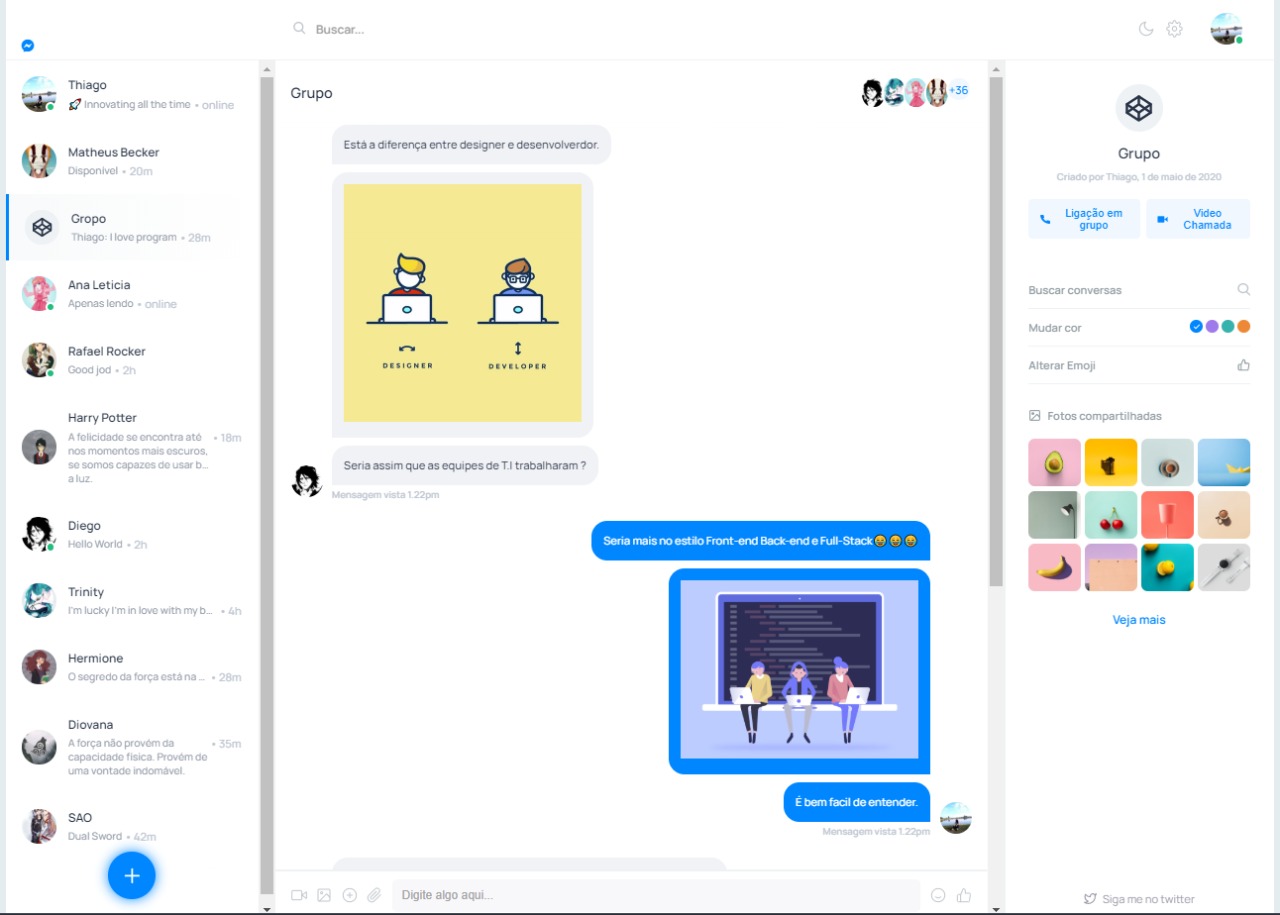 Buscar...
Thiago
🚀 Innovating all the time • online
Matheus Becker
Disponivel • 20m
Gropo
Thiago: I love program • 28m
Ana Leticia
Apenas lendo • online
Rafael Rocker
Good jod • 2h
Harry Potter
A felicidade se encontra até • 18m
nos momentos mais escuros,
se somos capazes de usar b...
a luz.
Diego
Hello World • 2h
Trinity
I'm lucky I'm in love with my b... • 4h
Hermione
O segredo da força está na ... • 28m
Diovana
A força não provém da • 35m
capacidade física. Provém de
uma vontade indomável.
SAO
Dual Sword • 42m
Grupo
+36
Está a diferença entre designer e desenvolverdor.
DESIGNER
DEVELOPER
Seria assim que as equipes de T.I trabalharam ?
Mensagem vista 1.22pm
Seria mais no estilo Front-end Back-end e Full-Stack😄😄😄
É bem facil de entender.
Mensagem vista 1.22pm
Digite algo aqui...
Grupo
Criado por Thiago, 1 de maio de 2020
Ligação em
grupo
Video
Chamada
Buscar conversas
Mudar cor
Alterar Emoji
Fotos compartilhadas
Veja mais
Siga me no twitter